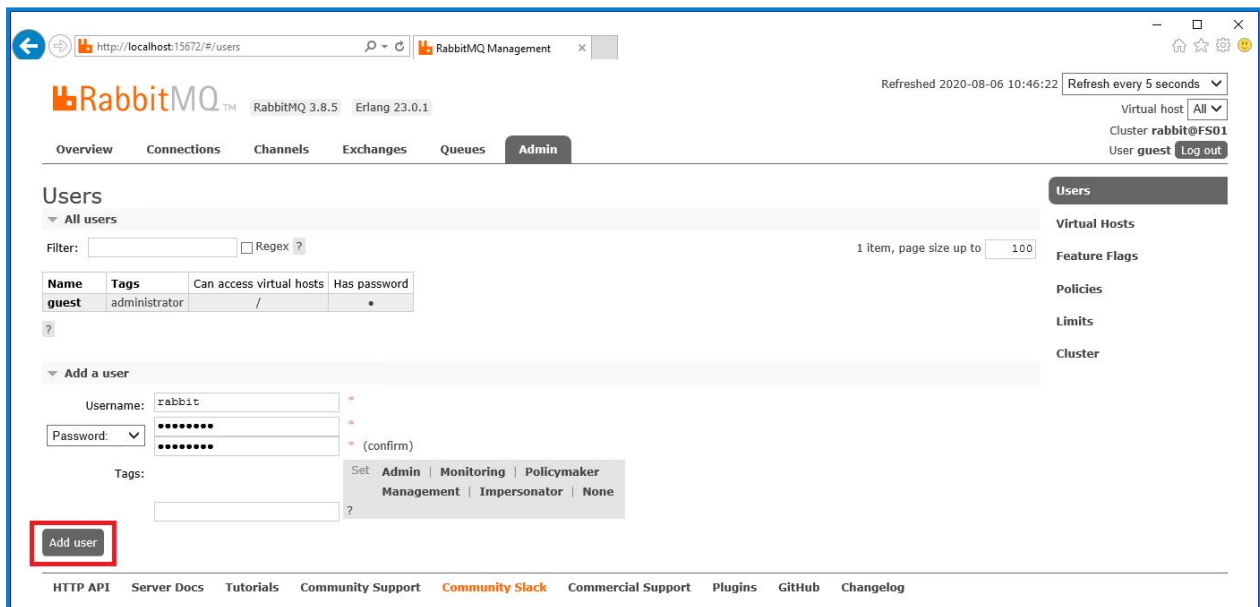 http://localhost:15672/#/users
RabbitMQ Management
RabbitMQ TM RabbitMQ 3.8.5 Erlang 23.0.1
Refreshed 2020-08-06 10:46:22 Refresh every 5 seconds
Virtual host All
Cluster rabbit@FS01
User guest Log out
Overview Connections Channels Exchanges Queues Admin
Users
All users
Filter: Regex ? 1 item, page size up to 100
Name Tags Can access virtual hosts Has password
guest administrator / •
?
Add a user
Username: rabbit *
Password: •••••••• *
•••••••• * (confirm)
Tags: Set Admin | Monitoring | Policymaker
Management | Impersonator | None
?
Add user
Users
Virtual Hosts
Feature Flags
Policies
Limits
Cluster
HTTP API Server Docs Tutorials Community Support Community Slack Commercial Support Plugins GitHub Changelog